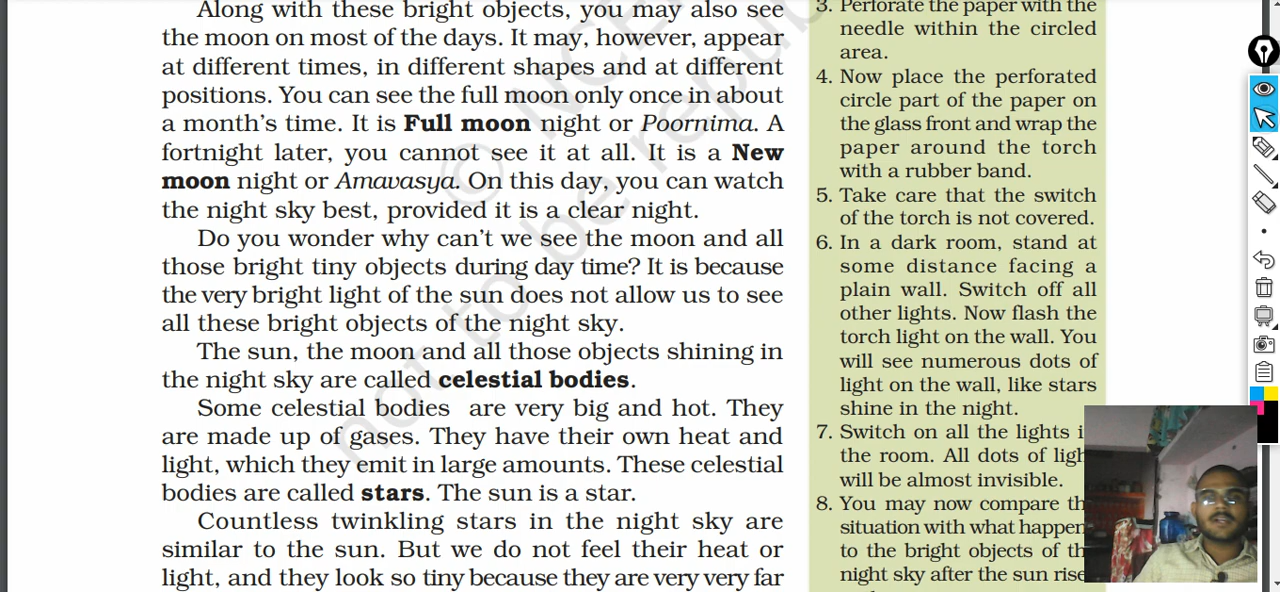 Along with these bright objects, you may also see
the moon on most of the days. It may, however, appear
at different times, in different shapes and at different
positions. You can see the full moon only once in about
a month's time. It is Full moon night or Poornima. A
fortnight later, you cannot see it at all. It is a New
moon night or Amavasya. On this day, you can watch
the night sky best, provided it is a clear night.
Do you wonder why can't we see the moon and all
those bright tiny objects during day time? It is because
the very bright light of the sun does not allow us to see
all these bright objects of the night sky.
The sun, the moon and all those objects shining in
the night sky are called celestial bodies.
Some celestial bodies are very big and hot. They
are made up of gases. They have their own heat and
light, which they emit in large amounts. These celestial
bodies are called stars. The sun is a star.
Countless twinkling stars in the night sky are
similar to the sun. But we do not feel their heat or
light, and they look so tiny because they are very very far
3. Perforate the paper with the
needle within the circled
area.
4. Now place the perforated
circle part of the paper on
the glass front and wrap the
paper around the torch
with a rubber band.
5. Take care that the switch
of the torch is not covered.
6. In a dark room, stand at
some distance facing a
plain wall. Switch off all
other lights. Now flash the
torch light on the wall. You
will see numerous dots of
light on the wall, like stars
shine in the night.
7. Switch on all the lights i
the room. All dots of ligh
will be almost invisible.
8. You may now compare th
situation with what happen
to the bright objects of th
night sky after the sun rise
© NCE
not to be repub